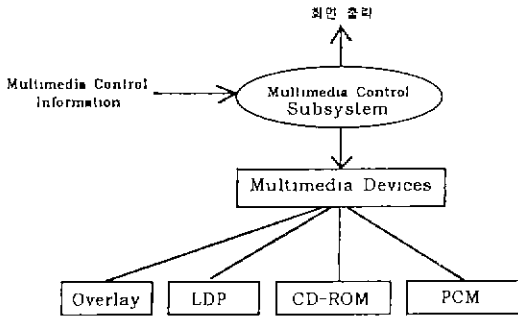 화면 출력
Multimedia Control
Information
Multimedia Control
Subsystem
Multimedia Devices
Overlay
LDP
CD-ROM
PCM